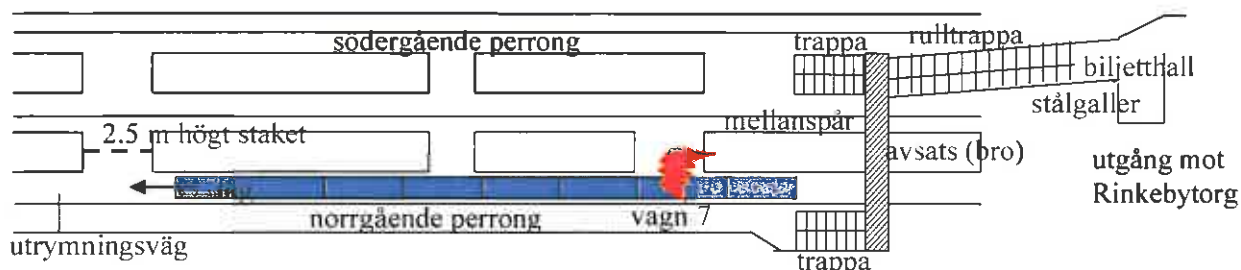 södergående perrong
trappa
rulltrappa
biljetthall
stålgaller
2.5 m högt staket
mellanspår
avsats (bro)
utgång mot
Rinkebytorg
norrgående perrong
vagn 7
utrymningsväg
trappa